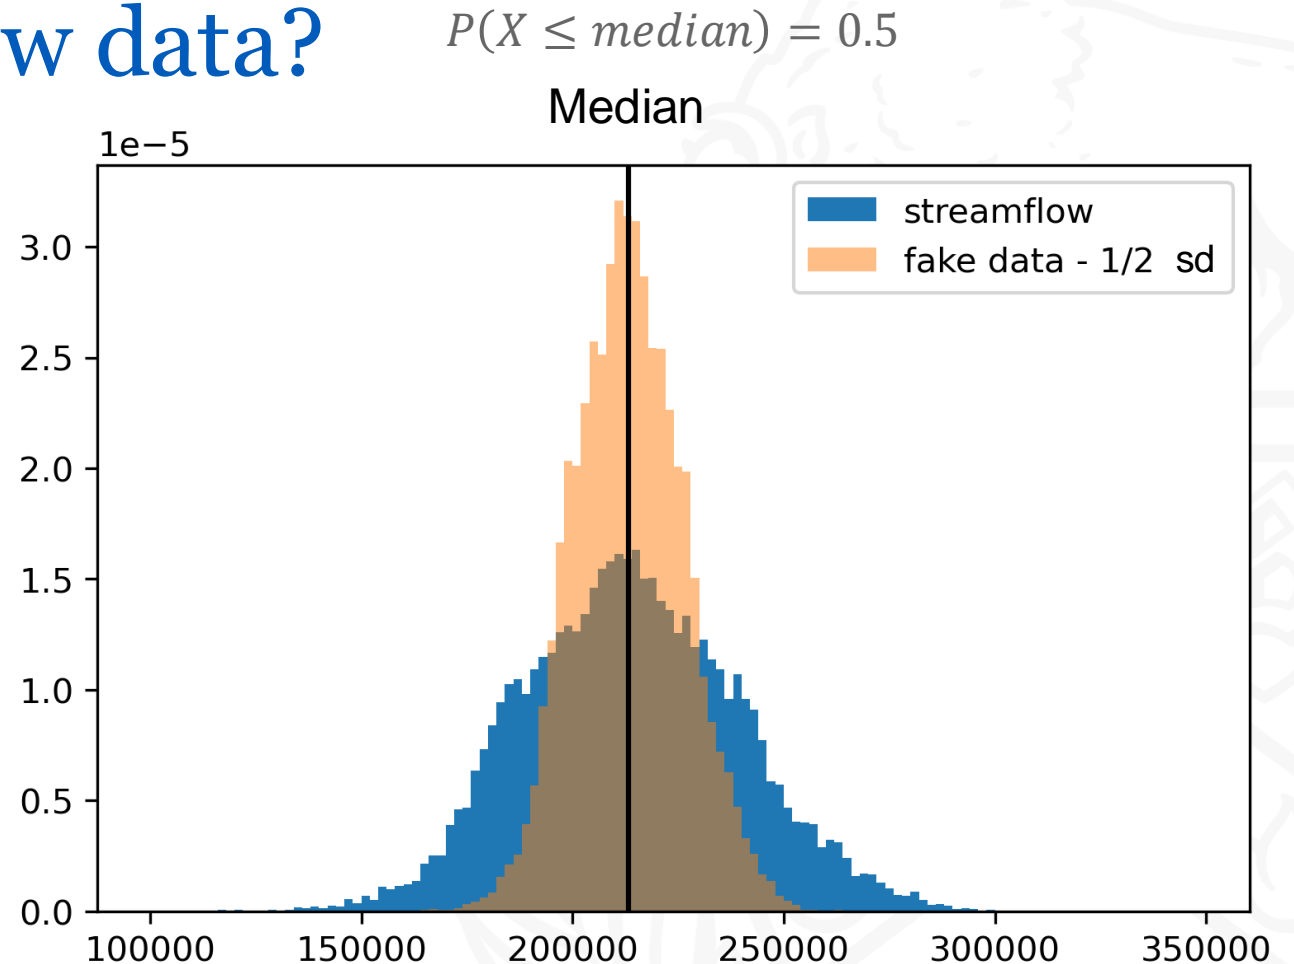 w data?
P(X ≤ median) = 0.5
Median
1e−5
streamflow
fake data - 1/2 sd
3.0
2.5
2.0
1.5
1.0
0.5
0.0
100000 150000 200000 250000 300000 350000